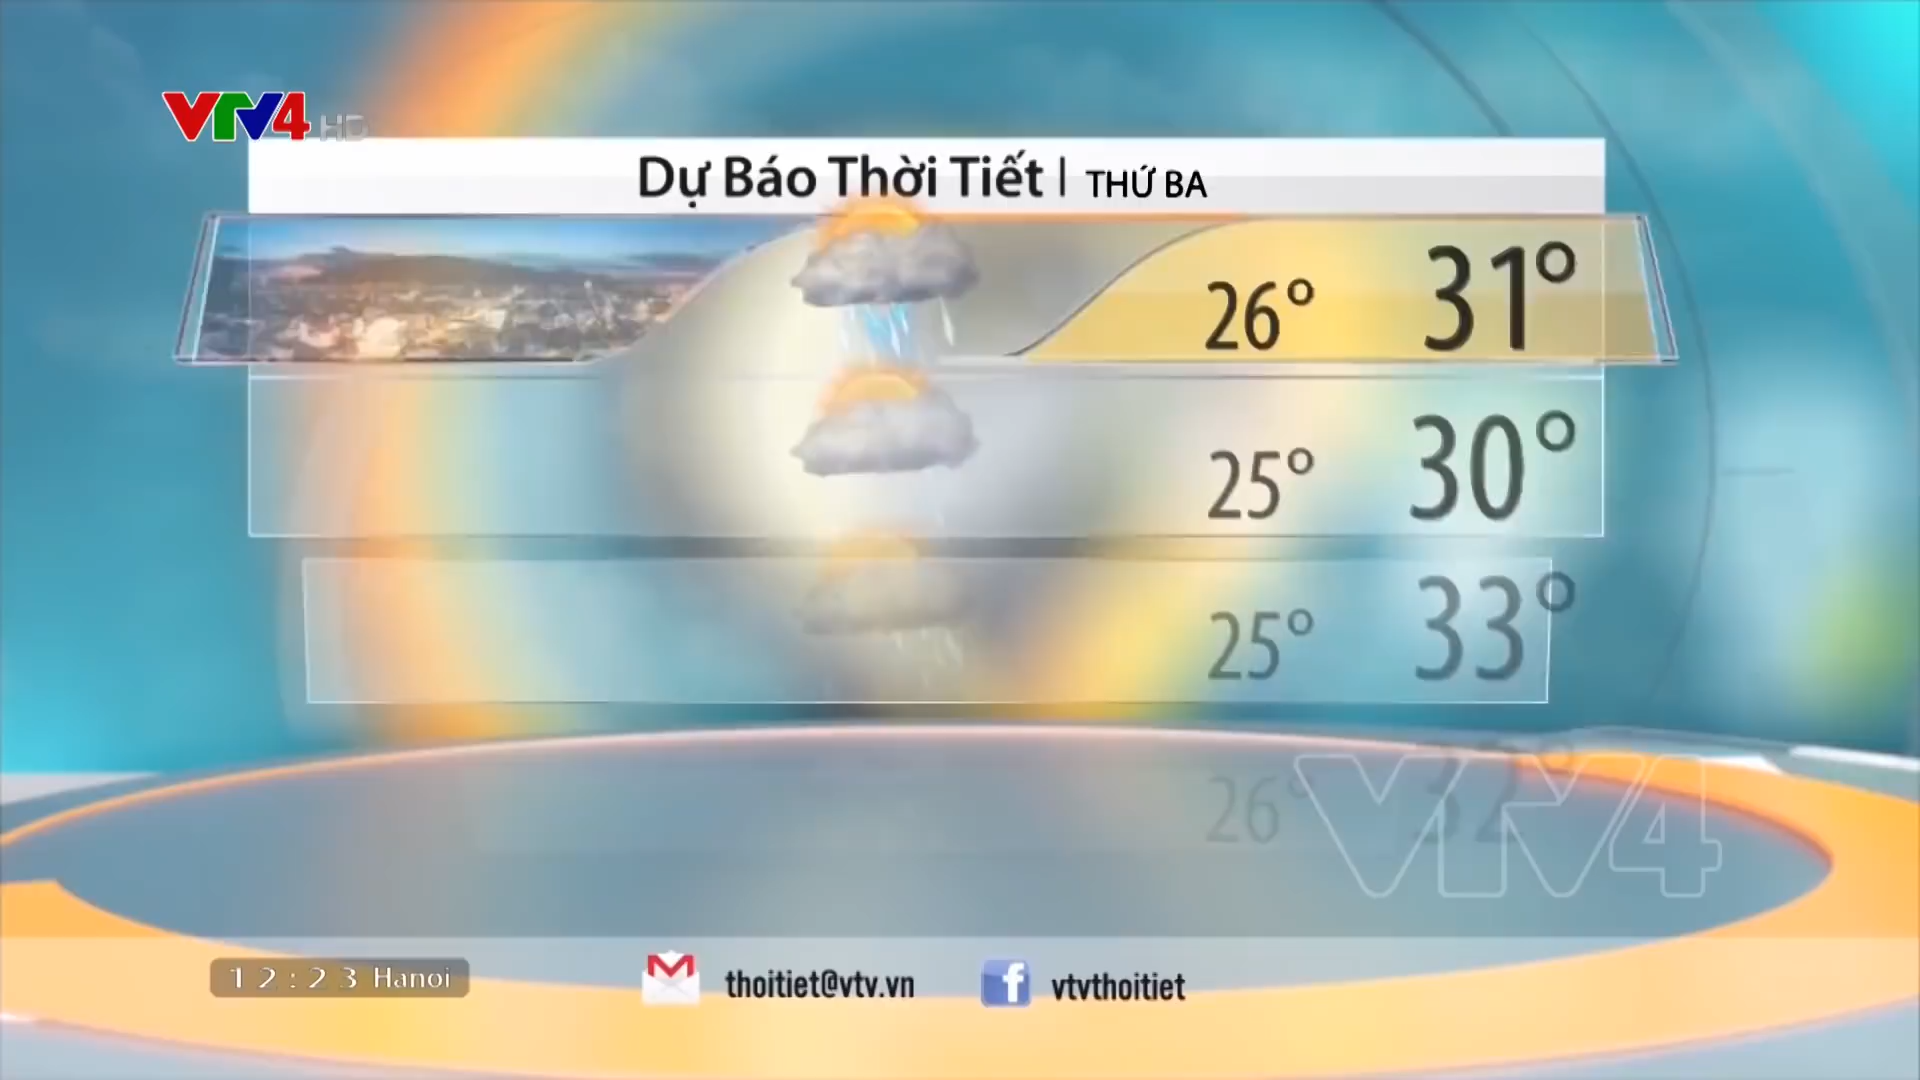 VTV4 HD
Dự Báo Thời Tiết | THỨ BA
26° 31°
25° 30°
25° 33°
26° 32°
VTV4
12:23 Hanoi
thoitiet@vtv.vn
vtvthoitiet